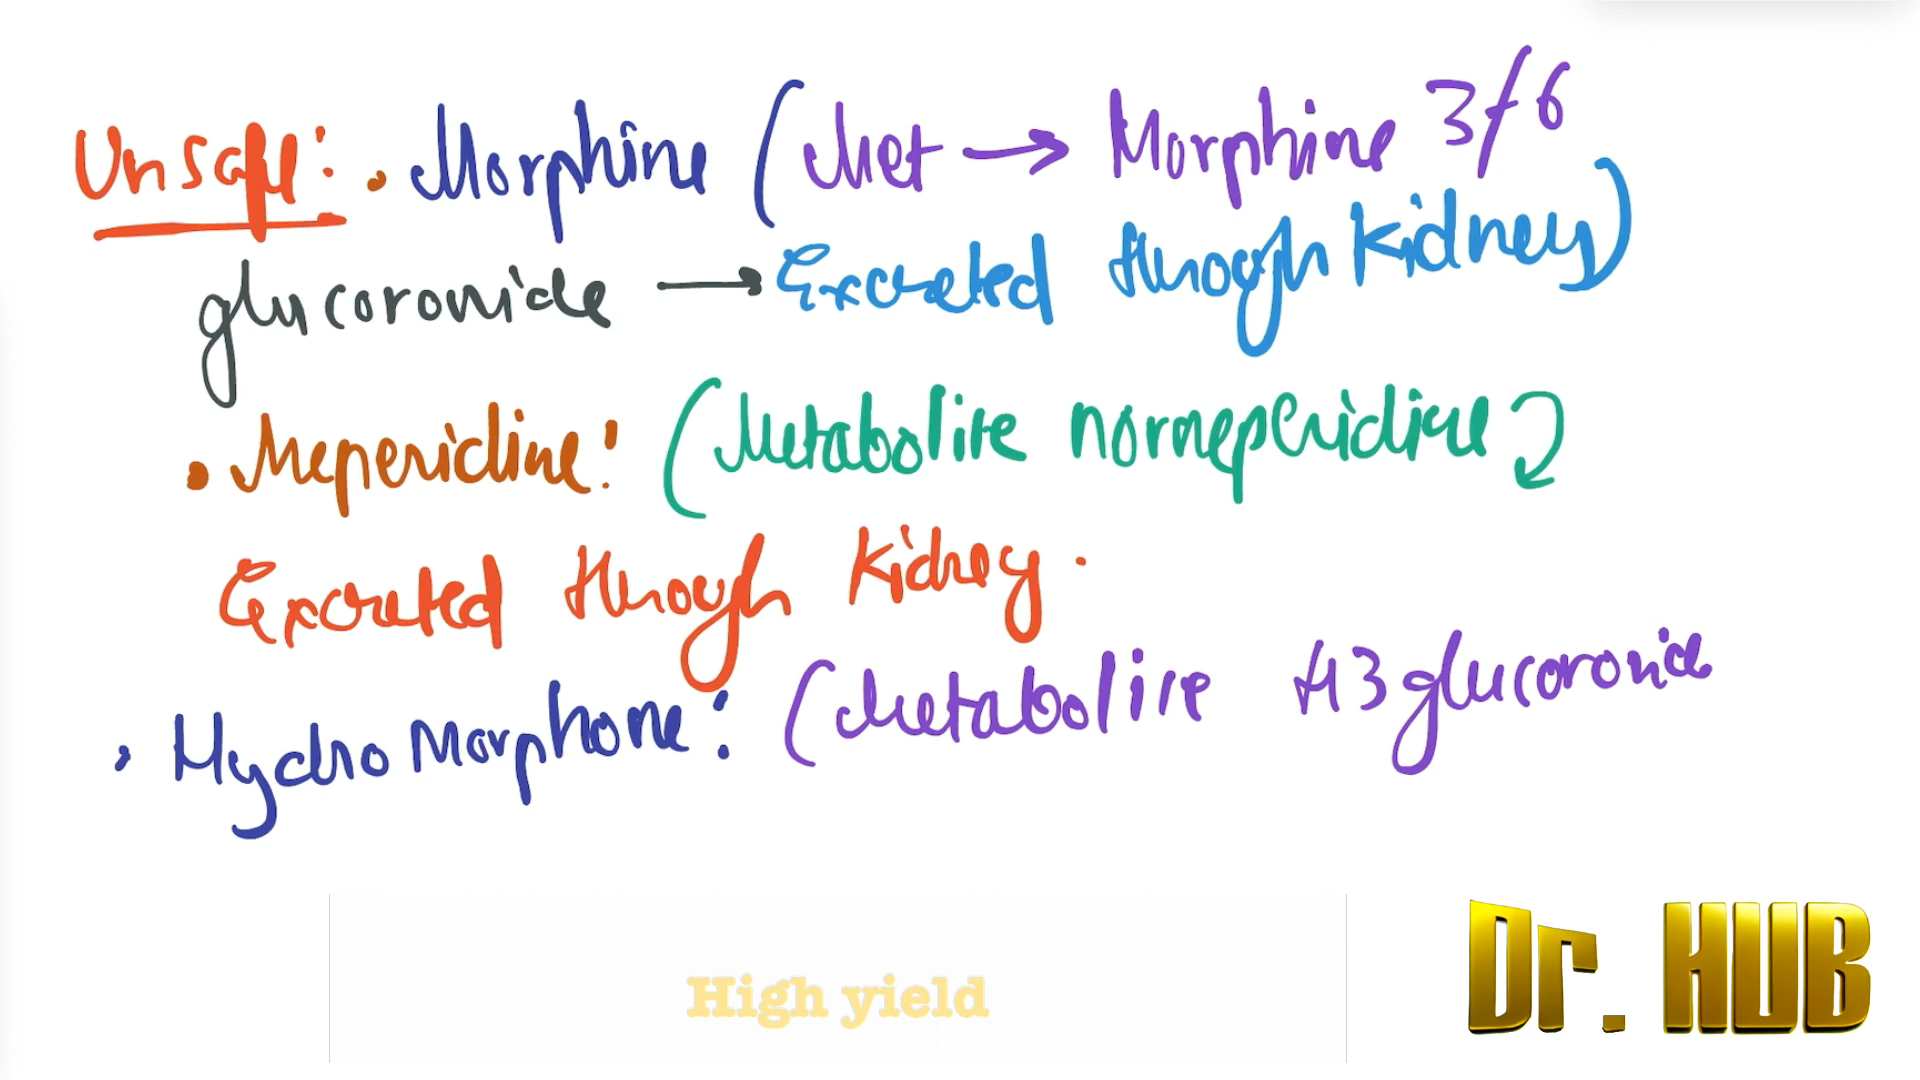 Unsafe: • Morphine (Met → Morphine 3/6
glucoronide → Excreted through kidney)
• Meperidine: (Metabolite normeperidine)
Excreted through kidney.
• Hydromorphone: (Metabolite H3 glucoronide
High yield
Dr. HUB